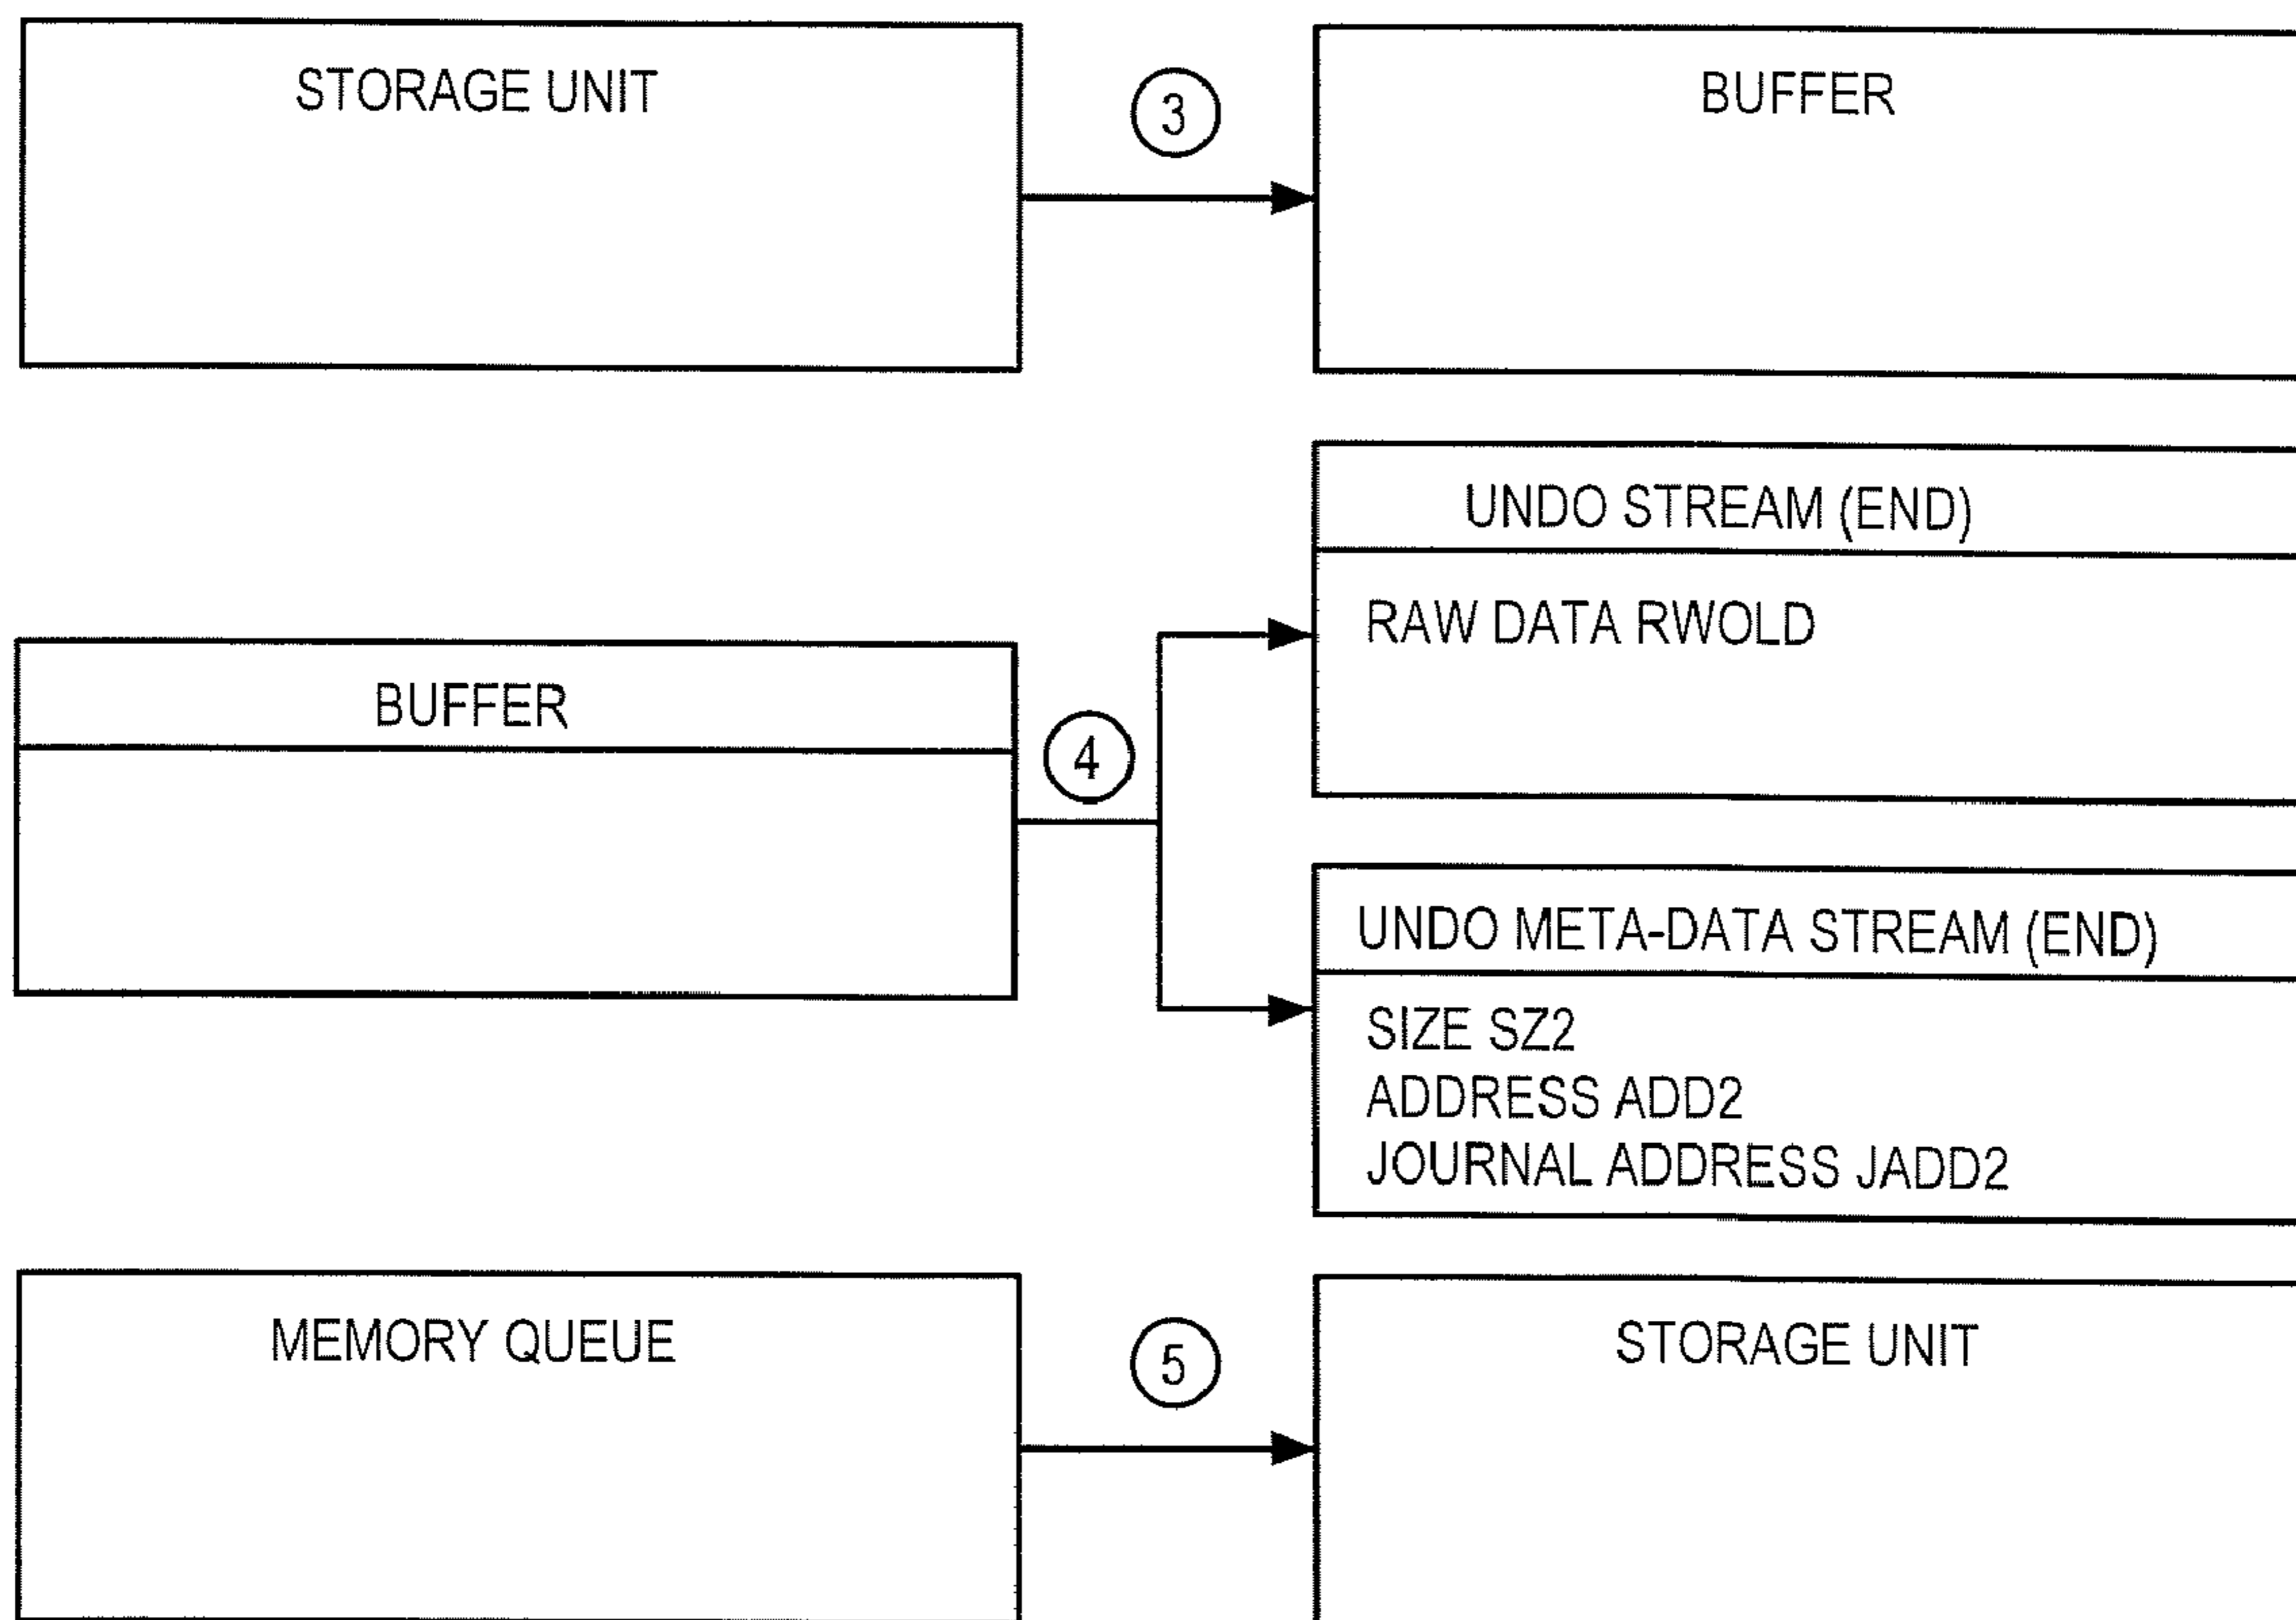 STORAGE UNIT
3
BUFFER
UNDO STREAM (END)
RAW DATA RWOLD
BUFFER
4
UNDO META-DATA STREAM (END)
SIZE SZ2
ADDRESS ADD2
JOURNAL ADDRESS JADD2
MEMORY QUEUE
5
STORAGE UNIT